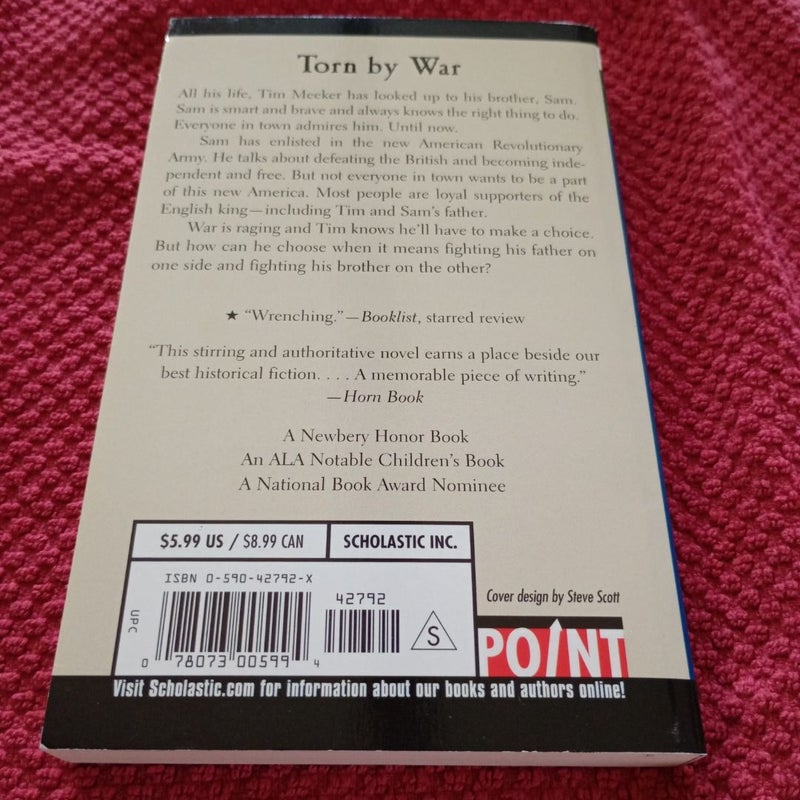 Torn by War
All his life, Tim Meeker has looked up to his brother, Sam.
Sam is smart and brave and always knows the right thing to do.
Everyone in town admires him. Until now.
Sam has enlisted in the new American Revolutionary
Army. He talks about defeating the British and becoming inde-
pendent and free. But not everyone in town wants to be a part
of this new America. Most people are loyal supporters of the
English king—including Tim and Sam's father.
War is raging and Tim knows he'll have to make a choice.
But how can he choose when it means fighting his father on
one side and fighting his brother on the other?
★ "Wrenching."—Booklist, starred review
"This stirring and authoritative novel earns a place beside our
best historical fiction. . . . A memorable piece of writing."
—Horn Book
A Newbery Honor Book
An ALA Notable Children's Book
A National Book Award Nominee
$5.99 US / $8.99 CAN
SCHOLASTIC INC.
ISBN 0-590-42792-X
42792
UPC
0 78073 00599 4
S
Cover design by Steve Scott
POINT
Visit Scholastic.com for information about our books and authors online!